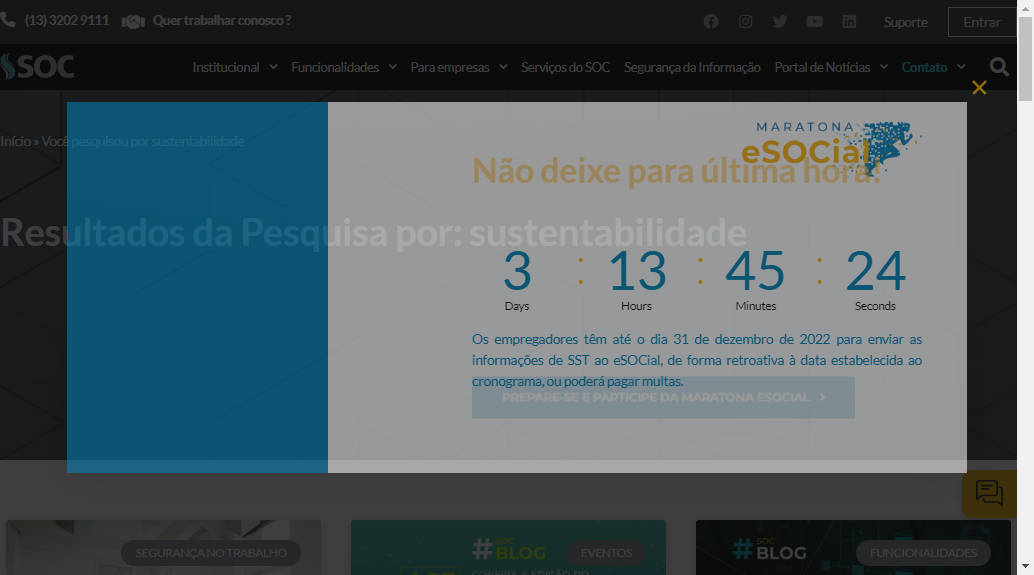 (13) 3202 9111 Quer trabalhar conosco ? Suporte Entrar
SOC Institucional Funcionalidades Para empresas Serviços do SOC Segurança da Informação Portal de Notícias Contato
Início » Você pesquisou por sustentabilidade
MARATONA
eSOCial
Não deixe para última hora!
Resultados da Pesquisa por: sustentabilidade
3 : 13 : 45 : 24
Days Hours Minutes Seconds
Os empregadores têm até o dia 31 de dezembro de 2022 para enviar as
informações de SST ao eSOCial, de forma retroativa à data estabelecida ao
cronograma, ou poderá pagar multas.
PREPARE-SE E PARTICIPE DA MARATONA ESOCIAL
SEGURANÇA NO TRABALHO
#SOC BLOG EVENTOS
CONFIRA A EDIÇÃO DO
#SOC BLOG FUNCIONALIDADES